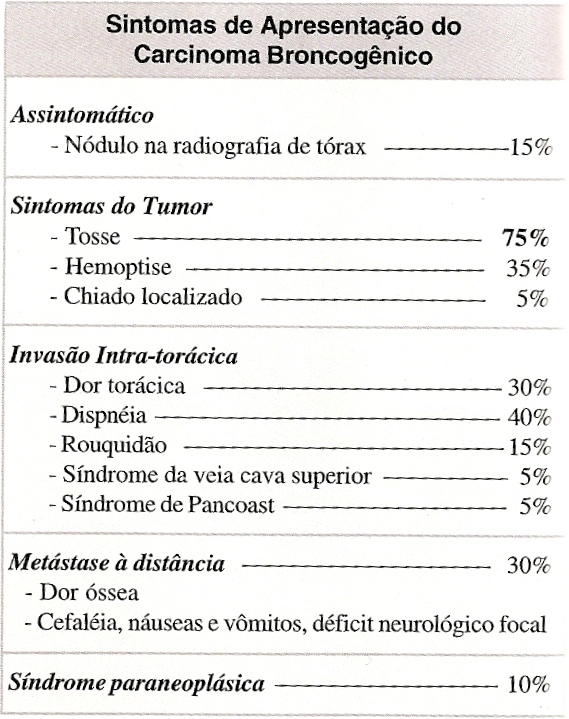 Sintomas de Apresentação do
Carcinoma Broncogênico
Assintomático
- Nódulo na radiografia de tórax 15%
Sintomas do Tumor
- Tosse 75%
- Hemoptise 35%
- Chiado localizado 5%
Invasão Intra-torácica
- Dor torácica 30%
- Dispnéia 40%
- Rouquidão 15%
- Síndrome da veia cava superior 5%
- Síndrome de Pancoast 5%
Metástase à distância 30%
- Dor óssea
- Cefaléia, náuseas e vômitos, déficit neurológico focal
Síndrome paraneoplásica 10%